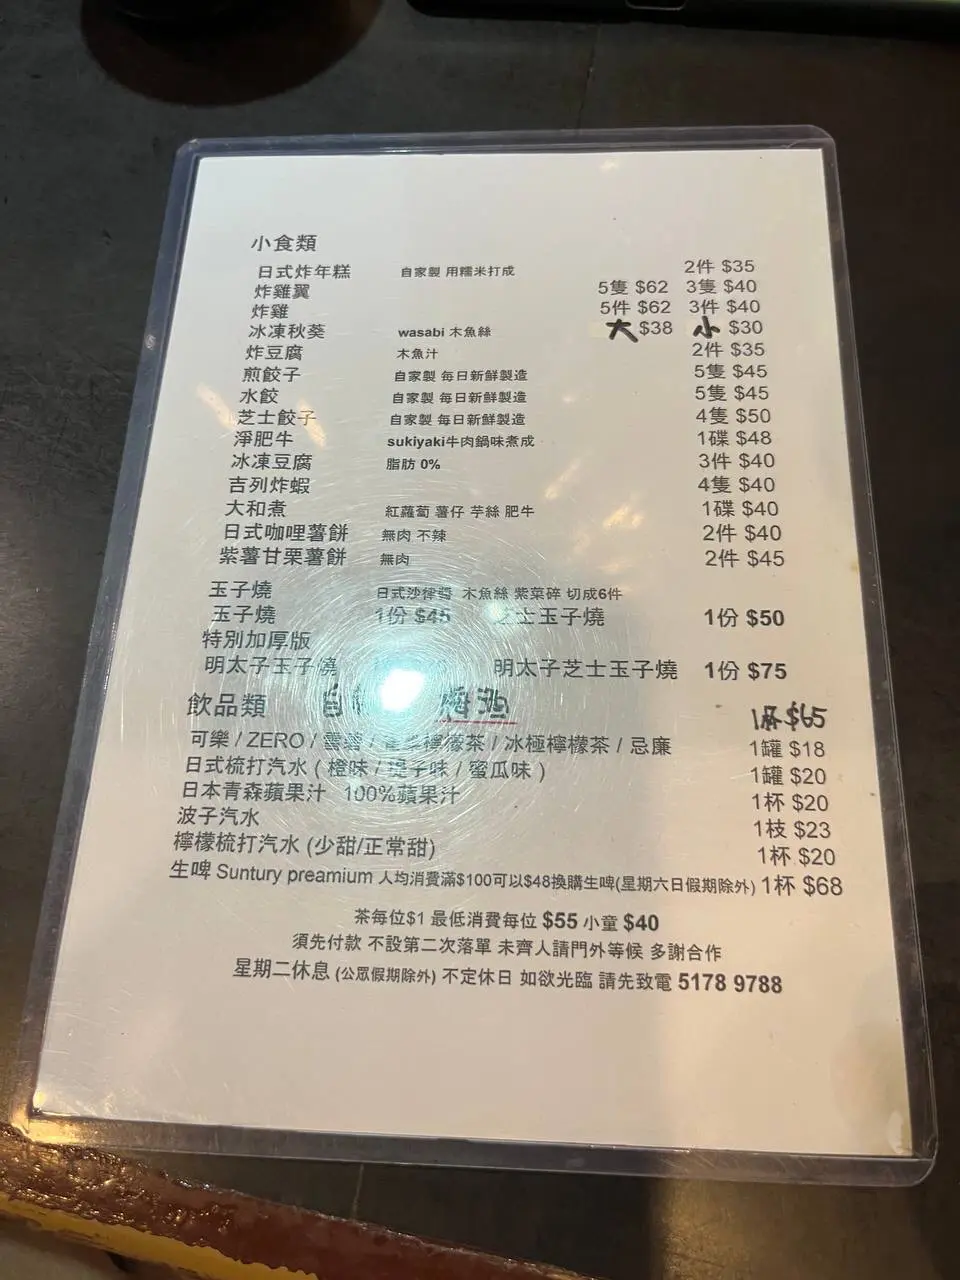 小食類
日式炸年糕 自家製 用糯米打成 2件 $35
炸雞翼 5隻 $62 3隻 $40
炸雞 5件 $62 3件 $40
冰凍秋葵 wasabi 木魚絲 大 $38 小 $30
炸豆腐 木魚汁 2件 $35
煎餃子 自家製 每日新鮮製造 5隻 $45
水餃 自家製 每日新鮮製造 5隻 $45
芝士餃子 自家製 每日新鮮製造 4隻 $50
淨肥牛 sukiyaki牛肉鍋味煮成 1碟 $48
冰凍豆腐 脂肪 0% 3件 $40
吉列炸蝦 4隻 $40
大和煮 紅蘿蔔 薯仔 芋絲 肥牛 1碟 $40
日式咖哩薯餅 無肉 不辣 2件 $40
紫薯甘栗薯餅 無肉 2件 $45
玉子燒 日式沙律醬 木魚絲 紫菜碎 切成6件
玉子燒 1份 $45 芝士玉子燒 1份 $50
特別加厚版
明太子玉子燒 明太子芝士玉子燒 1份 $75
飲品類 自 梅酒 1杯$65
可樂 / ZERO / 雪碧 / 檸檬茶 / 冰極檸檬茶 / 忌廉 1罐 $18
日式梳打汽水 ( 橙味 / 提子味 / 蜜瓜味 ) 1罐 $20
日本青森蘋果汁 100%蘋果汁 1杯 $20
波子汽水 1枝 $23
檸檬梳打汽水 (少甜/正常甜) 1杯 $20
生啤 Suntury preamium 人均消費滿$100可以$48換購生啤(星期六日假期除外) 1杯 $68
茶每位$1 最低消費每位 $55 小童 $40
須先付款 不設第二次落單 未齊人請門外等候 多謝合作
星期二休息 (公眾假期除外) 不定休日 如欲光臨 請先致電 5178 9788